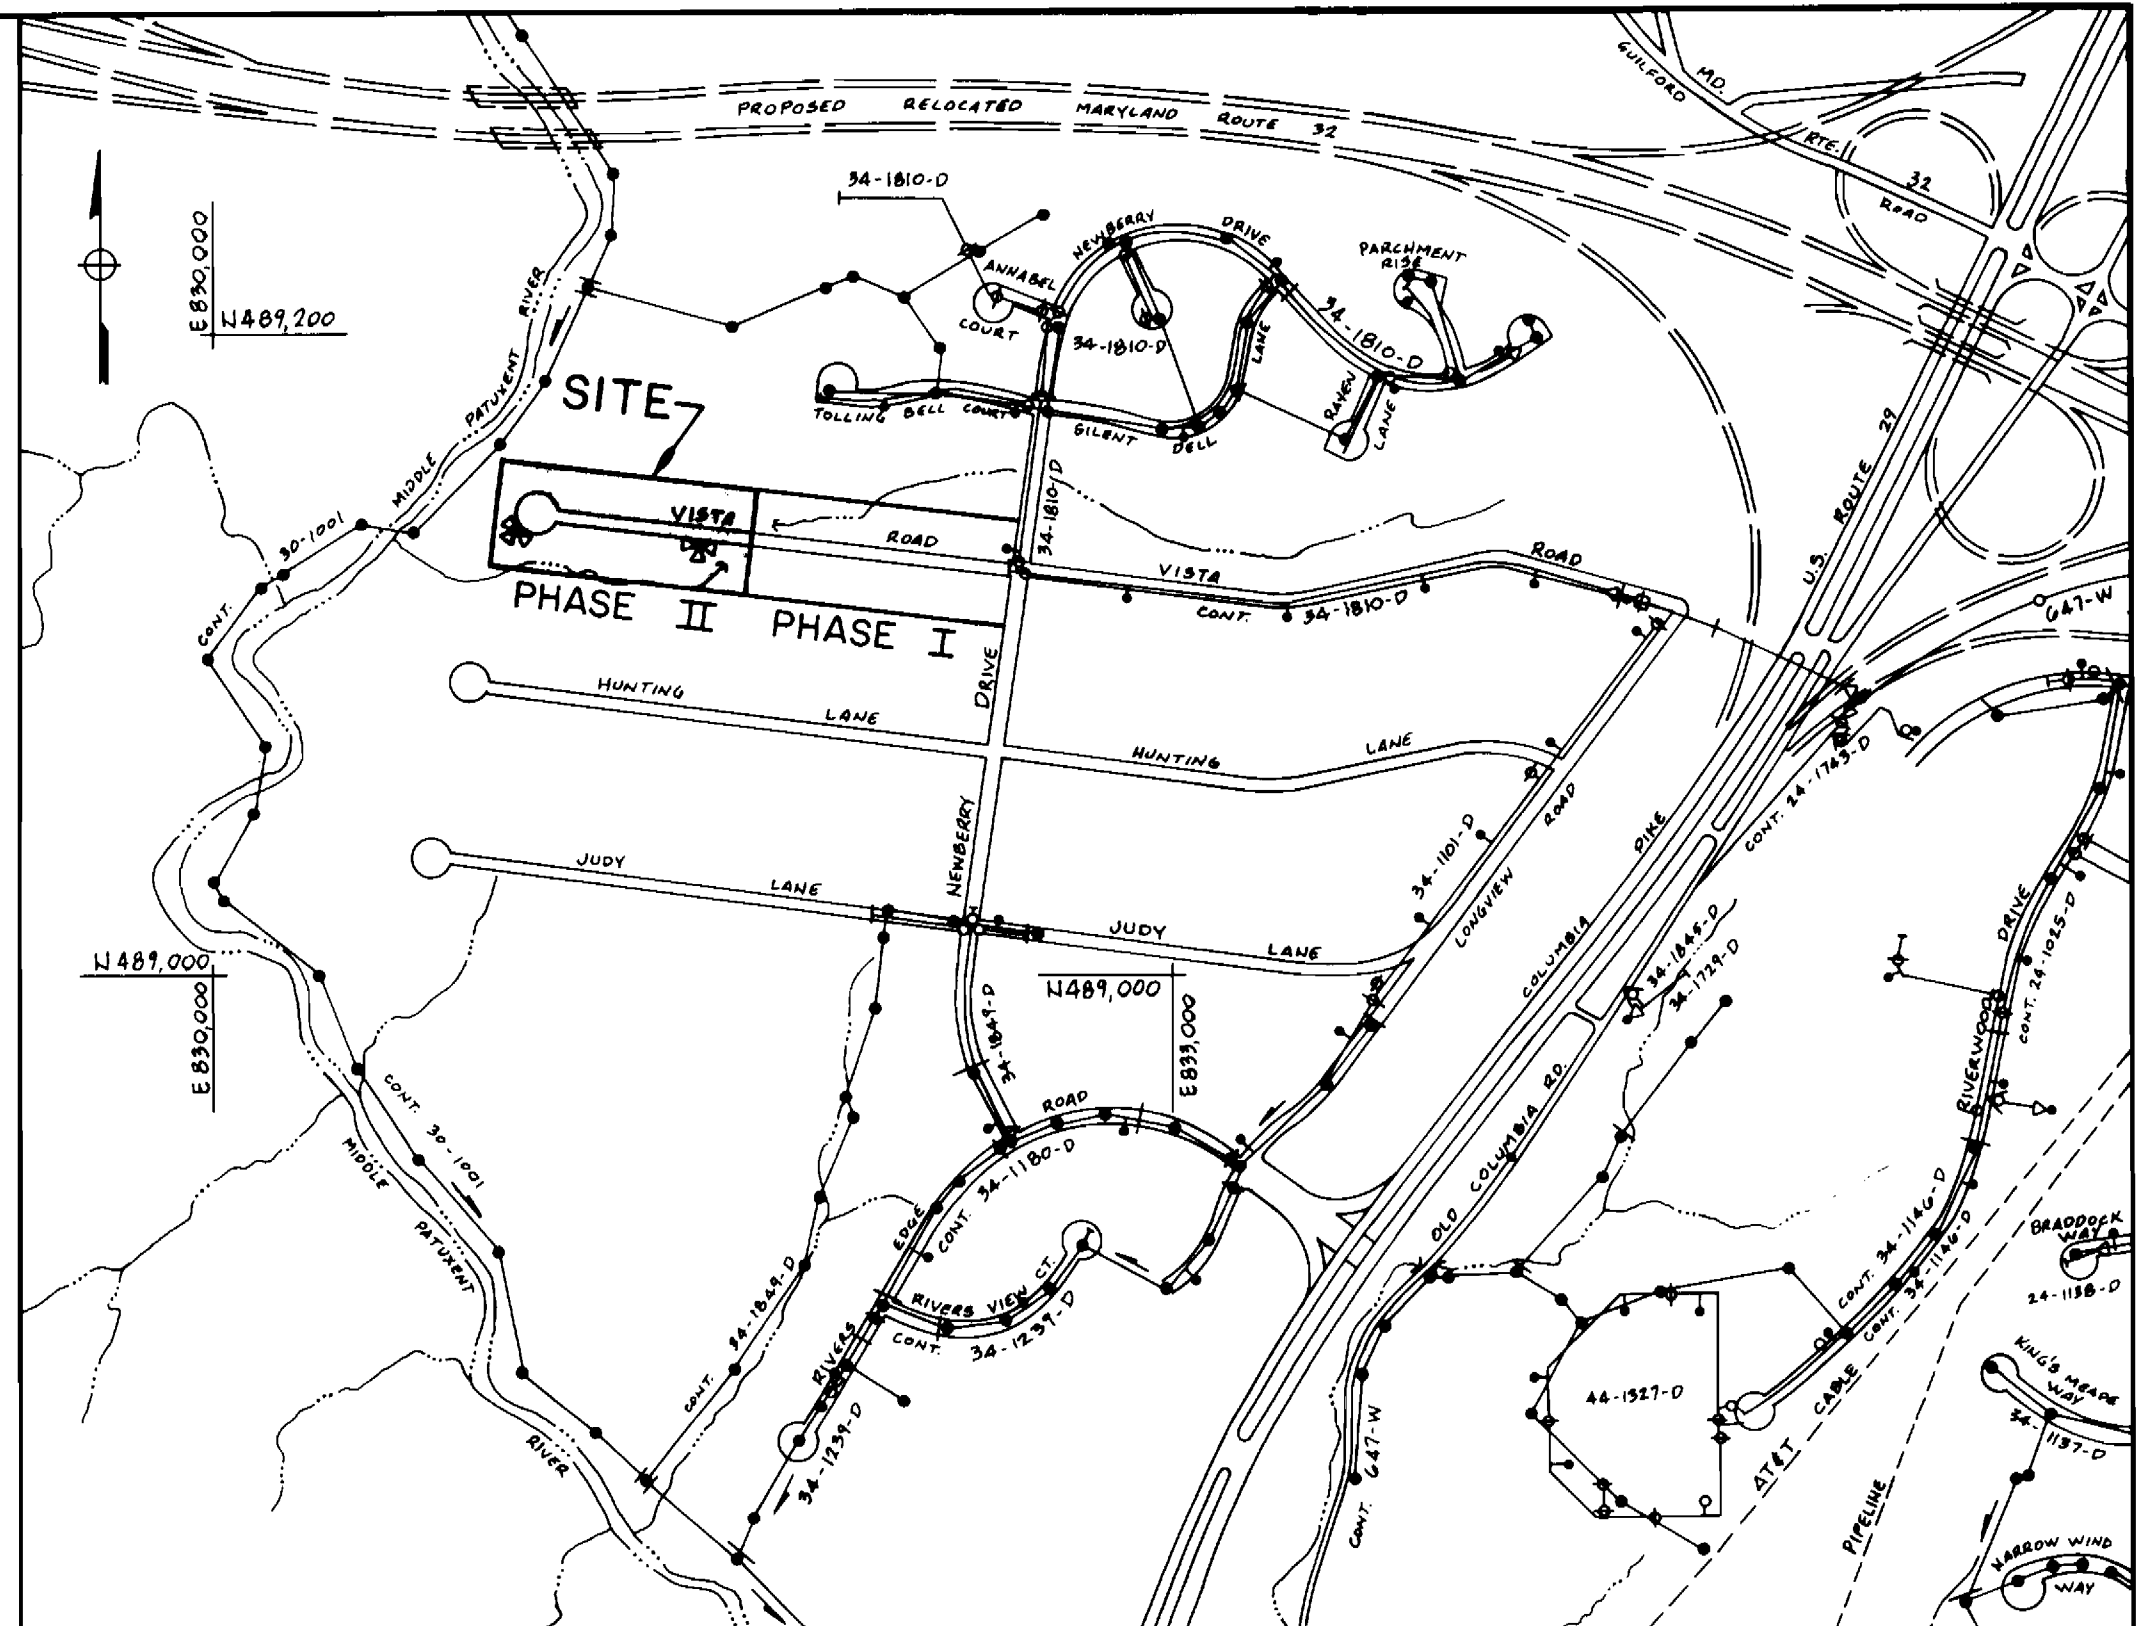 PROPOSED RELOCATED MARYLAND ROUTE 32
GUILFORD
MD.
RTE.
32
ROAD
34-1810-D
E830,000
N489,200
NEWBERRY DRIVE
ANNABEL
COURT
34-1810-D
PARCHMENT
RISE
34-1810-D
LANE
RAVEN
LANE
TOLLING BELL COURT
SILENT DELL
MIDDLE PATUXENT RIVER
SITE
34-1810-D
VISTA
ROAD
VISTA
ROAD
CONT. 34-1810-D
PHASE II
PHASE I
U.S. ROUTE 29
647-W
CONT. 30-1001
HUNTING
LANE
DRIVE
HUNTING
LANE
1101
CONT. 24-1743-D
JUDY
LANE
NEWBERRY
JUDY
LANE
34-1101-D
LONGVIEW
ROAD
COLUMBIA
PIKE
34-1845-D
34-1729-D
RIVERWOOD
DRIVE
CONT. 24-1025-D
N489,000
E830,000
N489,000
E833,000
34-1849-D
CONT. 30-1001
MIDDLE
PATUXENT
RIVER
RIVERS
EDGE
ROAD
CONT. 34-1180-D
RIVERS VIEW CT.
CONT. 34-1239-D
CONT. 34-1849-D
34-1239-D
OLD COLUMBIA RD.
CONT. 647-W
44-1327-D
CONT. 34-1146-D
CONT. 34-1146-D
AT&T CABLE
PIPELINE
BRADDOCK
WAY
24-1138-D
KING'S MEADE
WAY
34-1137-D
NARROW WIND
WAY